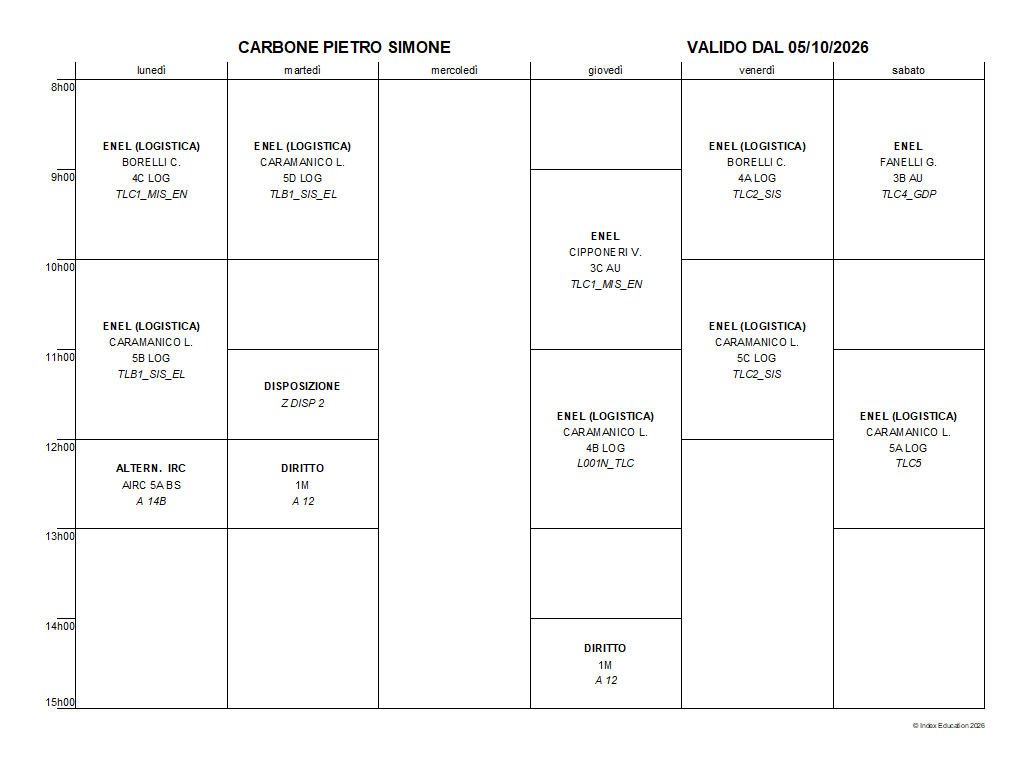 CARBONE PIETRO SIMONE
VALIDO DAL 05/10/2026
lunedì martedì mercoledì giovedì venerdì sabato
8h00
9h00
10h00
11h00
12h00
13h00
14h00
15h00
ENEL (LOGISTICA)
BORELLI C.
4C LOG
TLC1_MIS_EN
ENEL (LOGISTICA)
CARAMANICO L.
5B LOG
TLB1_SIS_EL
ALTERN. IRC
AIRC 5A BS
A 14B
ENEL (LOGISTICA)
CARAMANICO L.
5D LOG
TLB1_SIS_EL
DISPOSIZIONE
Z DISP 2
DIRITTO
1M
A 12
ENEL
CIPPONERI V.
3C AU
TLC1_MIS_EN
ENEL (LOGISTICA)
CARAMANICO L.
4B LOG
L001N_TLC
DIRITTO
1M
A 12
ENEL (LOGISTICA)
BORELLI C.
4A LOG
TLC2_SIS
ENEL (LOGISTICA)
CARAMANICO L.
5C LOG
TLC2_SIS
ENEL
FANELLI G.
3B AU
TLC4_GDP
ENEL (LOGISTICA)
CARAMANICO L.
5A LOG
TLC5
© Index Education 2026